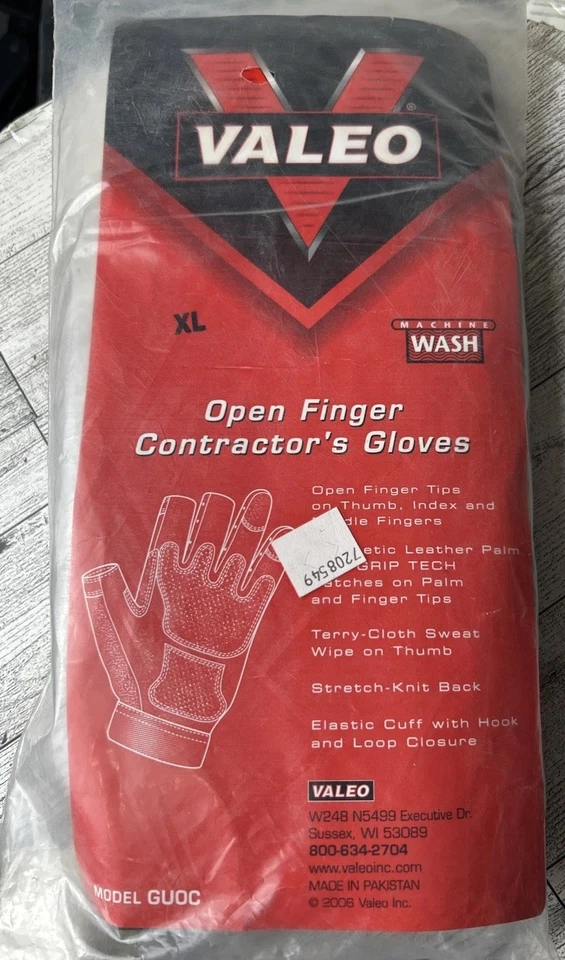 VALEO
®
XL
MACHINE
WASH
Open Finger
Contractor's Gloves
Open Finger Tips
on Thumb, Index and
Fingers
Leather Palm
GRIP TECH
on Palm
and Finger Tips
7208549
Terry-Cloth Sweat
Wipe on Thumb
Stretch-Knit Back
Elastic Cuff with Hook
and Loop Closure
VALEO
W248 N5499 Executive Dr.
Sussex, WI 53089
800-634-2704
www.valeoinc.com
MADE IN PAKISTAN
© 2006 Valeo Inc.
MODEL GUOC